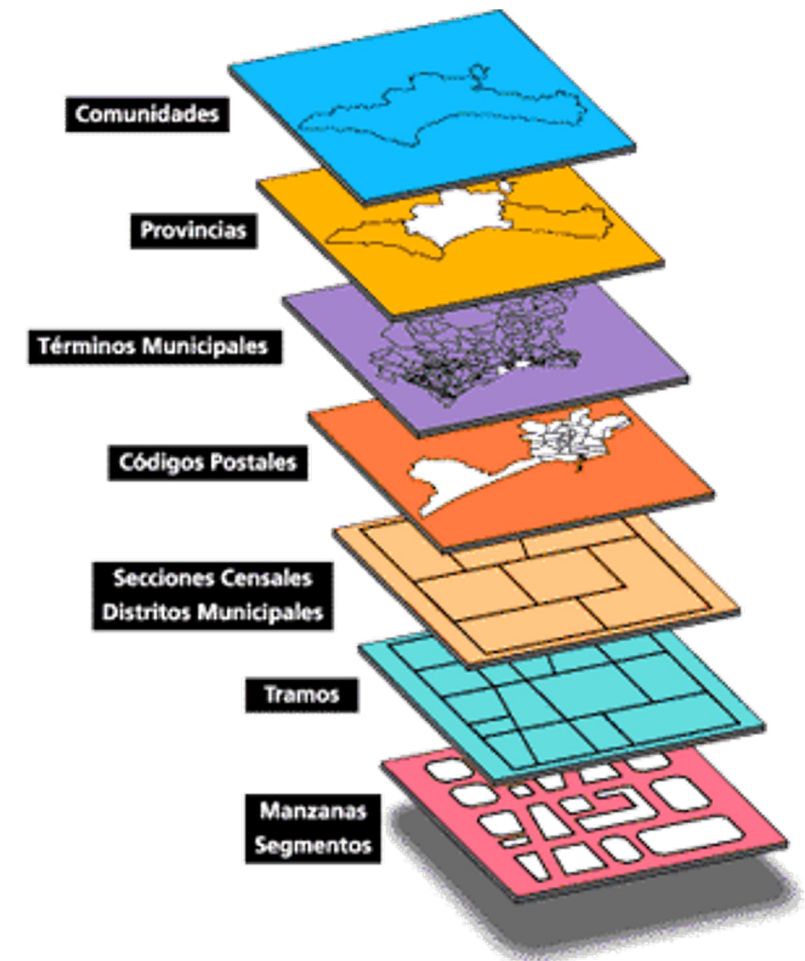 Comunidades
Provincias
Términos Municipales
Códigos Postales
Secciones Censales
Distritos Municipales
Tramos
Manzanas
Segmentos